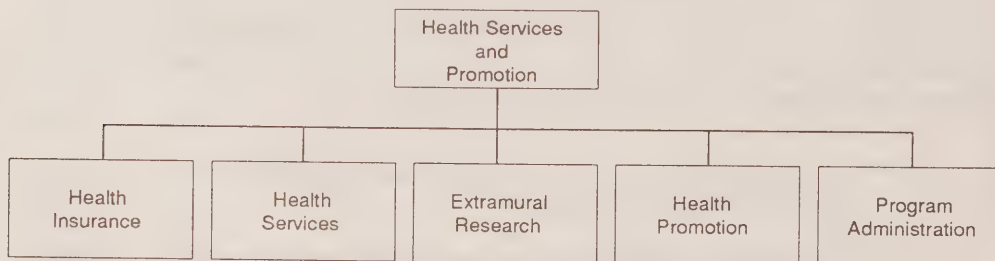 Health Services
and
Promotion
Health
Insurance
Health
Services
Extramural
Research
Health
Promotion
Program
Administration